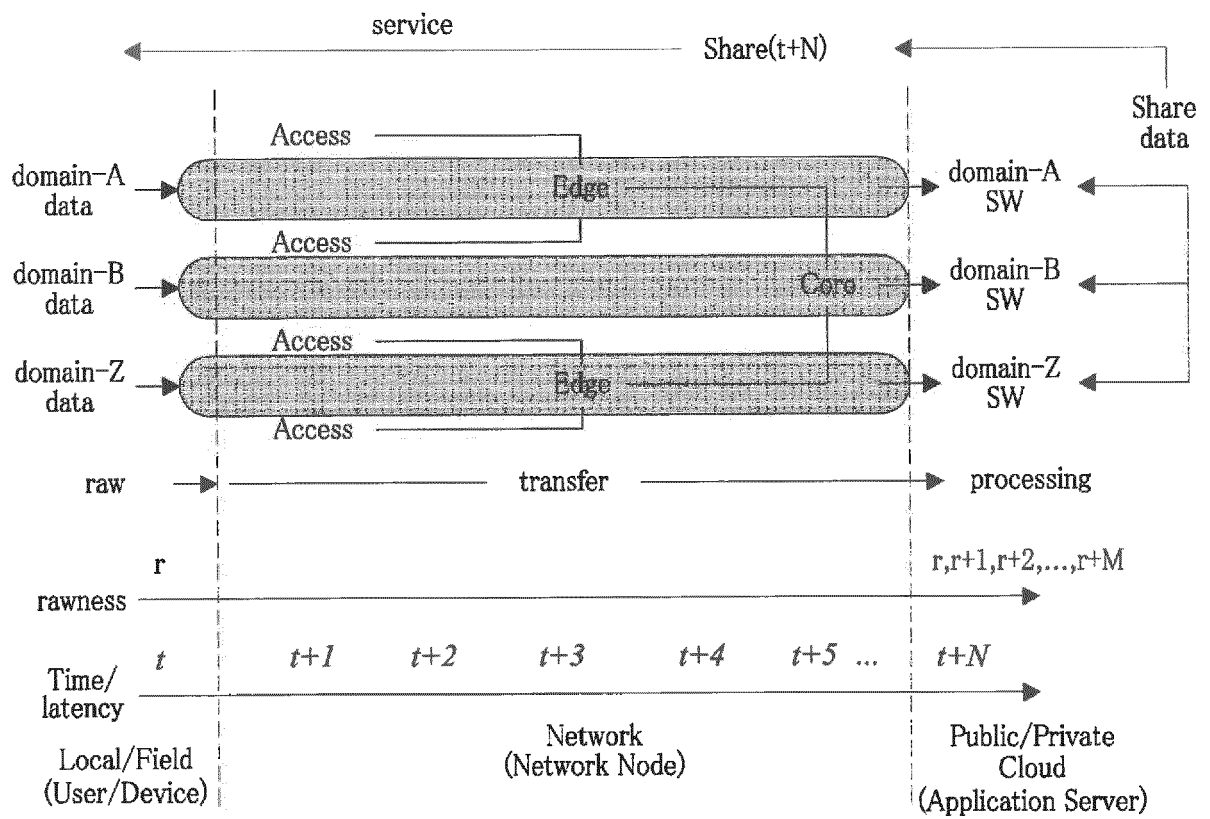 service
Share(t+N)
Share
data
Access
domain-A
data
Edge
domain-A
SW
Access
domain-B
data
Core
domain-B
SW
Access
domain-Z
data
Edge
domain-Z
SW
Access
raw
transfer
processing
r
r,r+1,r+2,...,r+M
rawness
t
t+1
t+2
t+3
t+4
t+5 ...
t+N
Time/
latency
Local/Field
(User/Device)
Network
(Network Node)
Public/Private
Cloud
(Application Server)